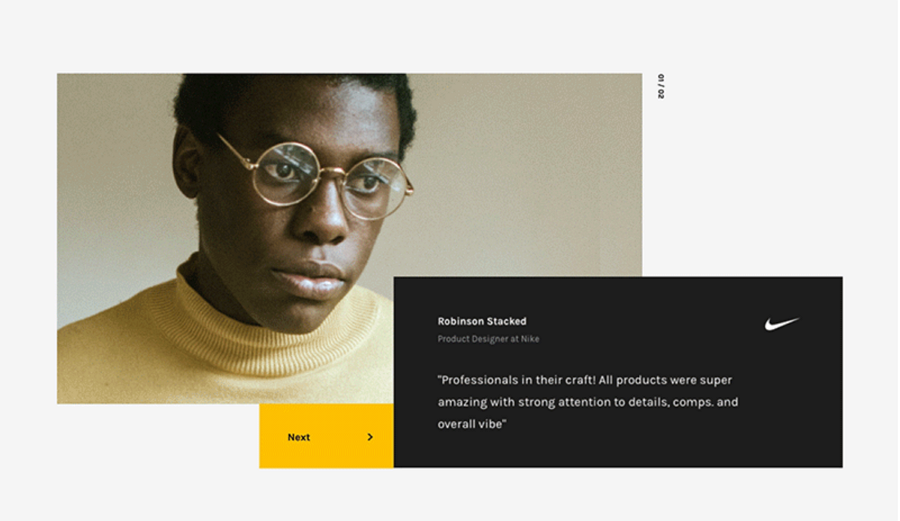 01 / 02
Robinson Stacked
Product Designer at Nike
"Professionals in their craft! All products were super
amazing with strong attention to details, comps. and
overall vibe"
Next